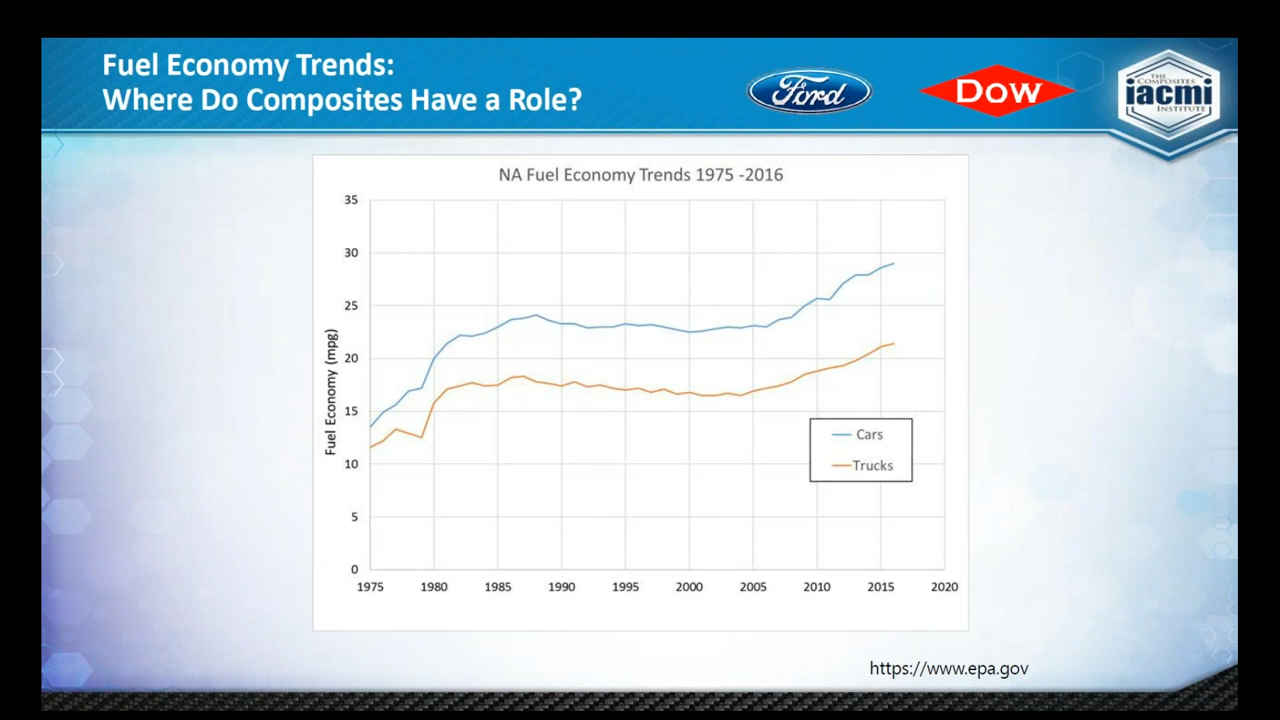 Fuel Economy Trends:
Where Do Composites Have a Role?
Ford
DOW
THE
COMPOSITES
iacmi
INSTITUTE
NA Fuel Economy Trends 1975 -2016
35
30
25
20
15
10
5
0
Fuel Economy (mpg)
Cars
Trucks
1975 1980 1985 1990 1995 2000 2005 2010 2015 2020
https://www.epa.gov